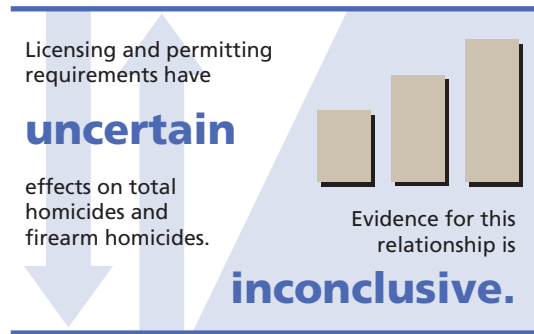 Licensing and permitting
requirements have
uncertain
effects on total
homicides and
firearm homicides.
Evidence for this
relationship is
inconclusive.